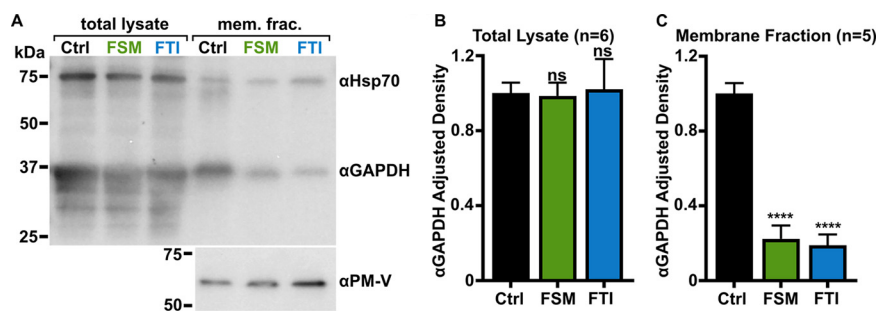 A
total lysate
mem. frac.
kDa
Ctrl
FSM
FTI
Ctrl
FSM
FTI
75
αHsp70
50
37
αGAPDH
25
75
αPM-V
50
B
Total Lysate (n=6)
αGAPDH Adjusted Density
1.2
0.8
0.4
0
ns
ns
Ctrl
FSM
FTI
C
Membrane Fraction (n=5)
αGAPDH Adjusted Density
1.2
0.8
0.4
0
****
****
Ctrl
FSM
FTI